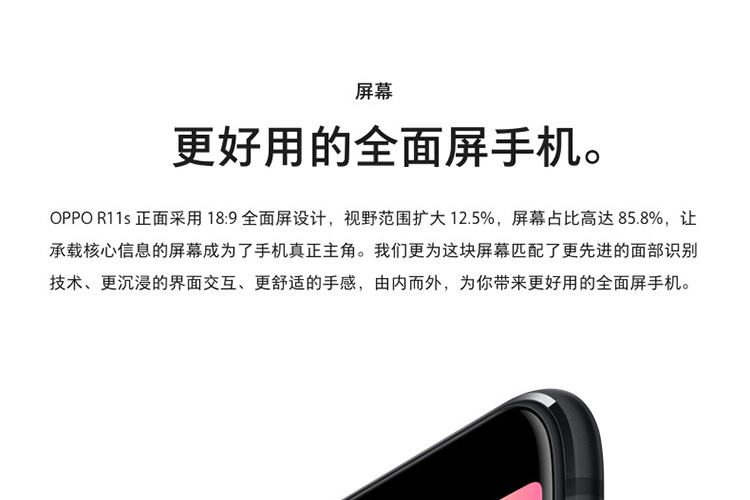 屏幕
更好用的全面屏手机。
OPPO R11s 正面采用 18:9 全面屏设计，视野范围扩大 12.5%，屏幕占比高达 85.8%，让
承载核心信息的屏幕成为了手机真正主角。我们更为这块屏幕匹配了更先进的面部识别
技术、更沉浸的界面交互、更舒适的手感，由内而外，为你带来更好用的全面屏手机。